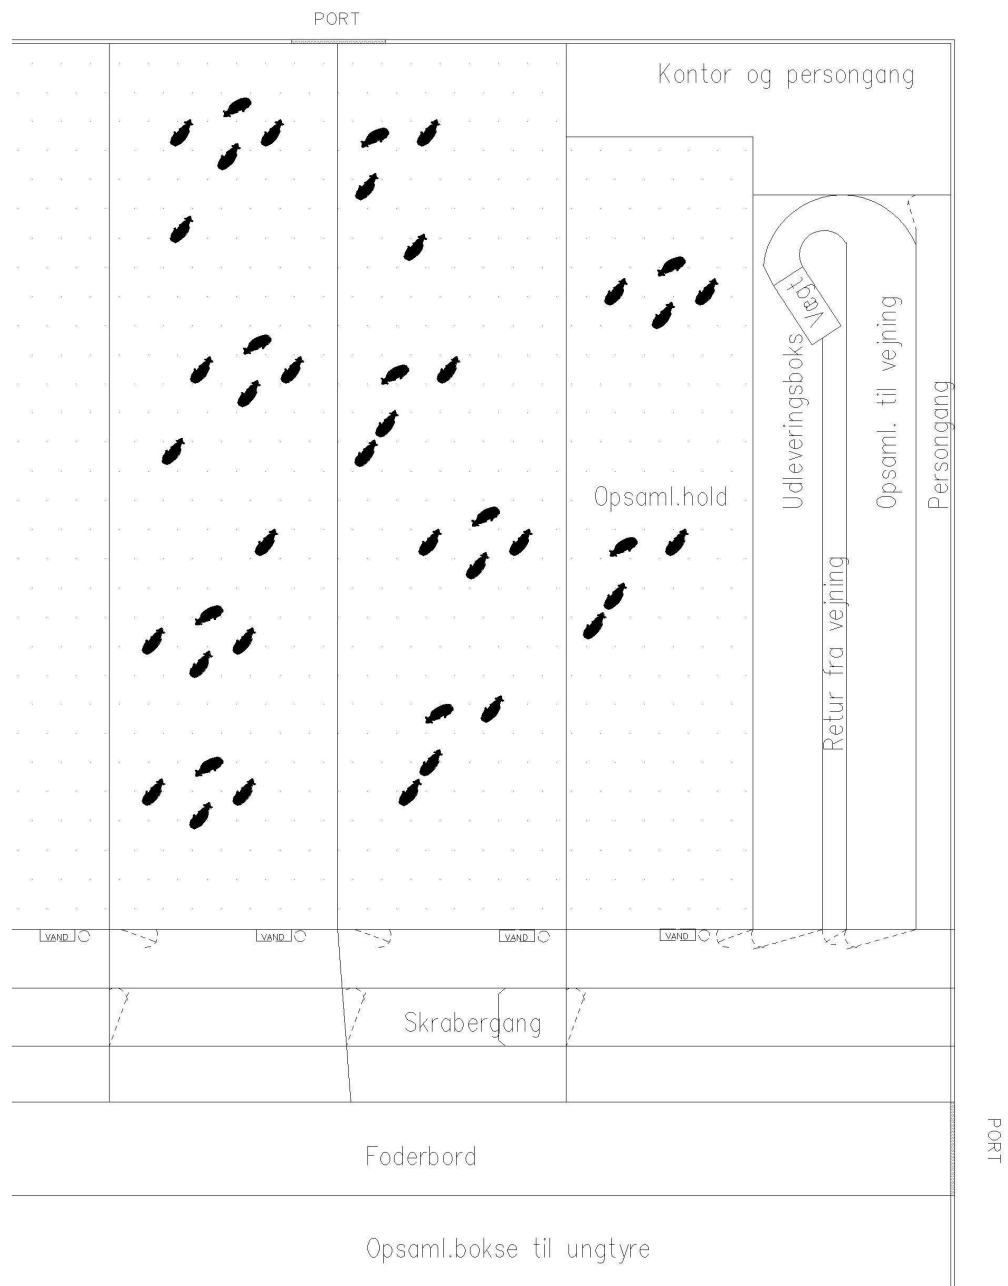 PORT
Kontor og persongang
Vægt
Udleveringsboks
Opsaml. til vejning
Persongang
Opsaml.hold
Retur fra vejning
VAND
VAND
VAND
VAND
Skrabergang
PORT
Foderbord
Opsaml.bokse til ungtyre